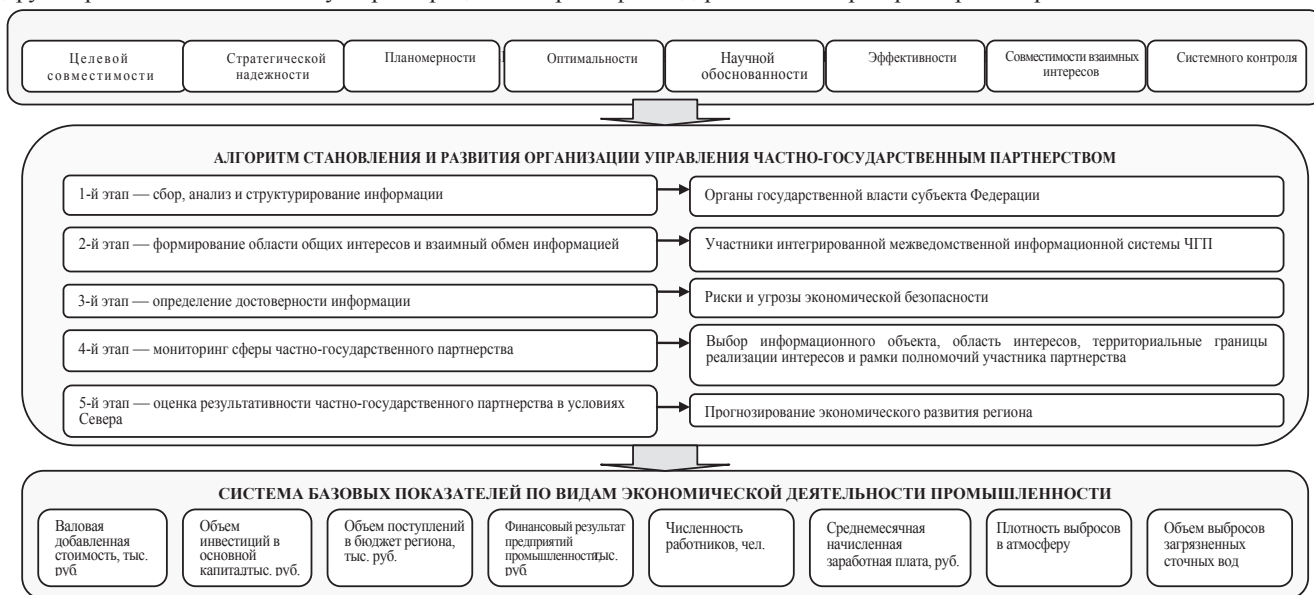 Целевой
совместимости
Стратегической
надежности
Планомерности
Оптимальности
Научной
обоснованности
Эффективности
Совместимости взаимных
интересов
Системного контроля
АЛГОРИТМ СТАНОВЛЕНИЯ И РАЗВИТИЯ ОРГАНИЗАЦИИ УПРАВЛЕНИЯ ЧАСТНО-ГОСУДАРСТВЕННЫМ ПАРТНЕРСТВОМ
1-й этап — сбор, анализ и структурирование информации
Органы государственной власти субъекта Федерации
2-й этап — формирование области общих интересов и взаимный обмен информацией
Участники интегрированной межведомственной информационной системы ЧГП
3-й этап — определение достоверности информации
Риски и угрозы экономической безопасности
4-й этап — мониторинг сферы частно-государственного партнерства
Выбор информационного объекта, область интересов, территориальные границы
реализации интересов и рамки полномочий участника партнерства
5-й этап — оценка результативности частно-государственного партнерства в условиях
Севера
Прогнозирование экономического развития региона
СИСТЕМА БАЗОВЫХ ПОКАЗАТЕЛЕЙ ПО ВИДАМ ЭКОНОМИЧЕСКОЙ ДЕЯТЕЛЬНОСТИ ПРОМЫШЛЕННОСТИ
Валовая
добавленная
стоимость, тыс.
руб
Объем
инвестиций в
основной
капитал,тыс. руб.
Объем поступлений
в бюджет региона,
тыс. руб.
Финансовый результат
предприятий
промышленности,тыс.
руб
Численность
работников, чел.
Среднемесячная
начисленная
заработная плата, руб.
Плотность выбросов
в атмосферу
Объем выбросов
загрязненных
сточных вод